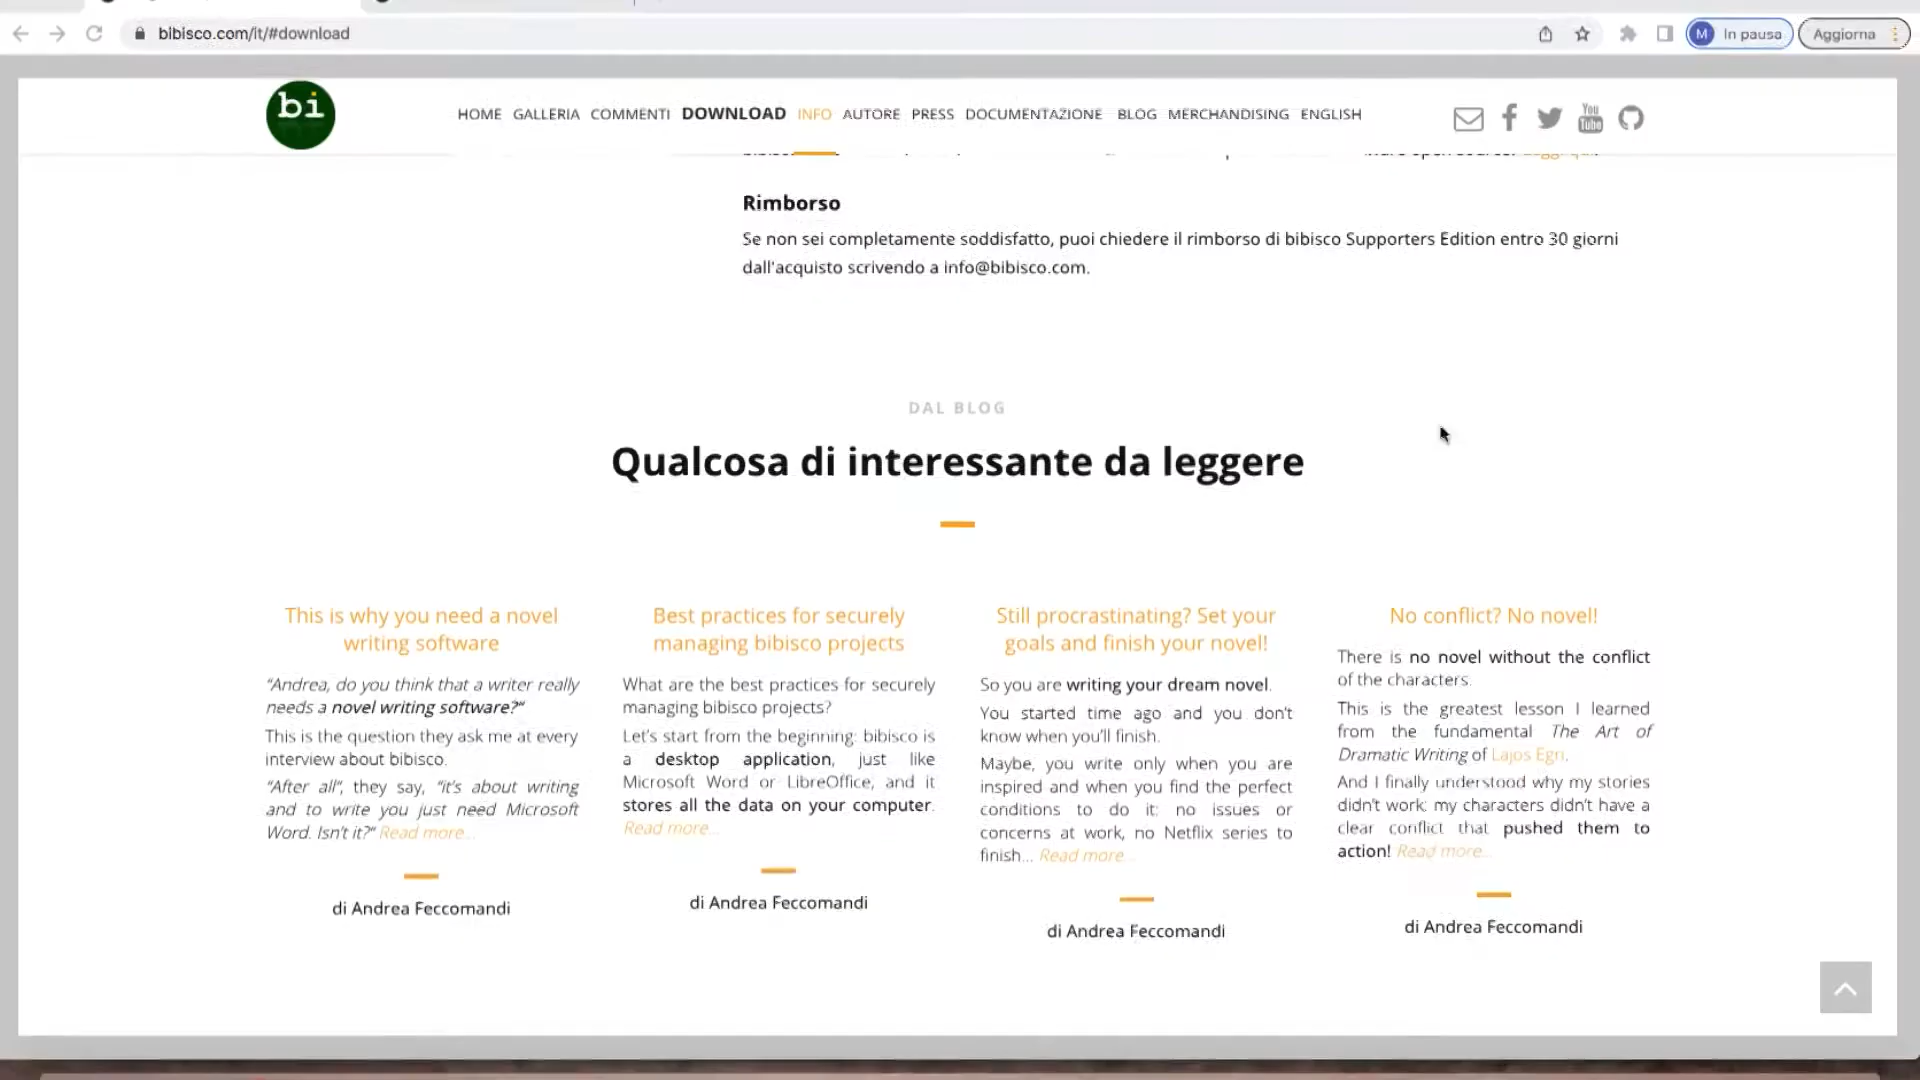 bibisco.com/it/#download
M In pausa
Aggiorna
bi
HOME GALLERIA COMMENTI DOWNLOAD INFO AUTORE PRESS DOCUMENTAZIONE BLOG MERCHANDISING ENGLISH
You Tube
Rimborso
Se non sei completamente soddisfatto, puoi chiedere il rimborso di bibisco Supporters Edition entro 30 giorni
dall'acquisto scrivendo a info@bibisco.com.
DAL BLOG
Qualcosa di interessante da leggere
This is why you need a novel
writing software
“Andrea, do you think that a writer really
needs a novel writing software?“
This is the question they ask me at every
interview about bibisco.
“After all“, they say, “it's about writing
and to write you just need Microsoft
Word. Isn't it?“ Read more...
di Andrea Feccomandi
Best practices for securely
managing bibisco projects
What are the best practices for securely
managing bibisco projects?
Let's start from the beginning: bibisco is
a desktop application, just like
Microsoft Word or LibreOffice, and it
stores all the data on your computer.
Read more...
di Andrea Feccomandi
Still procrastinating? Set your
goals and finish your novel!
So you are writing your dream novel.
You started time ago and you don't
know when you'll finish.
Maybe, you write only when you are
inspired and when you find the perfect
conditions to do it: no issues or
concerns at work, no Netflix series to
finish... Read more...
di Andrea Feccomandi
No conflict? No novel!
There is no novel without the conflict
of the characters.
This is the greatest lesson I learned
from the fundamental The Art of
Dramatic Writing of Lajos Egri.
And I finally understood why my stories
didn't work: my characters didn't have a
clear conflict that pushed them to
action! Read more...
di Andrea Feccomandi